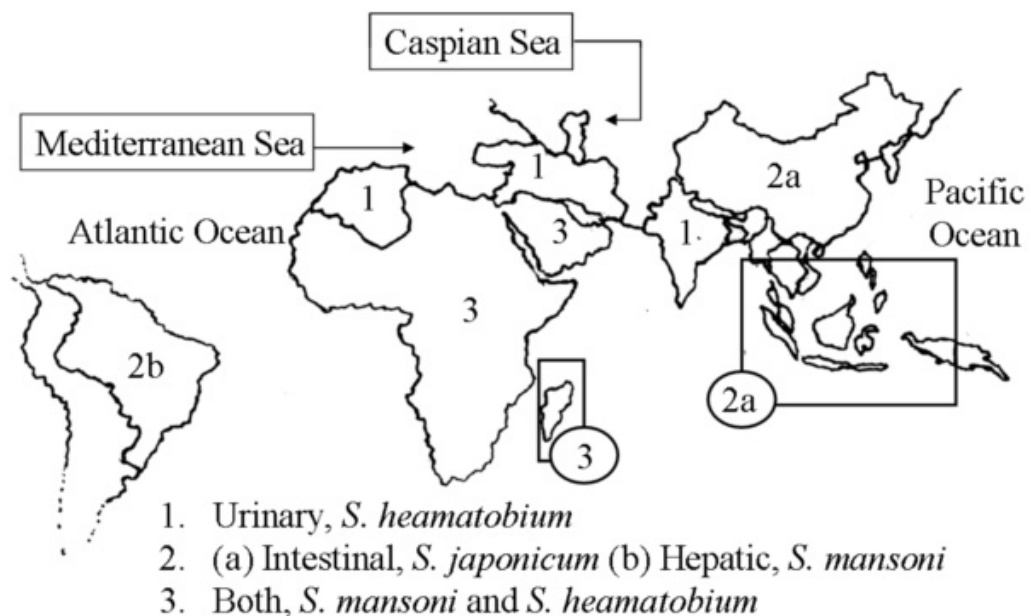 Caspian Sea
Mediterranean Sea
1
1
2a
Pacific
Ocean
Atlantic Ocean
3
1
3
2b
2a
3
1. Urinary, S. heamatobium
2. (a) Intestinal, S. japonicum (b) Hepatic, S. mansoni
3. Both, S. mansoni and S. heamatobium